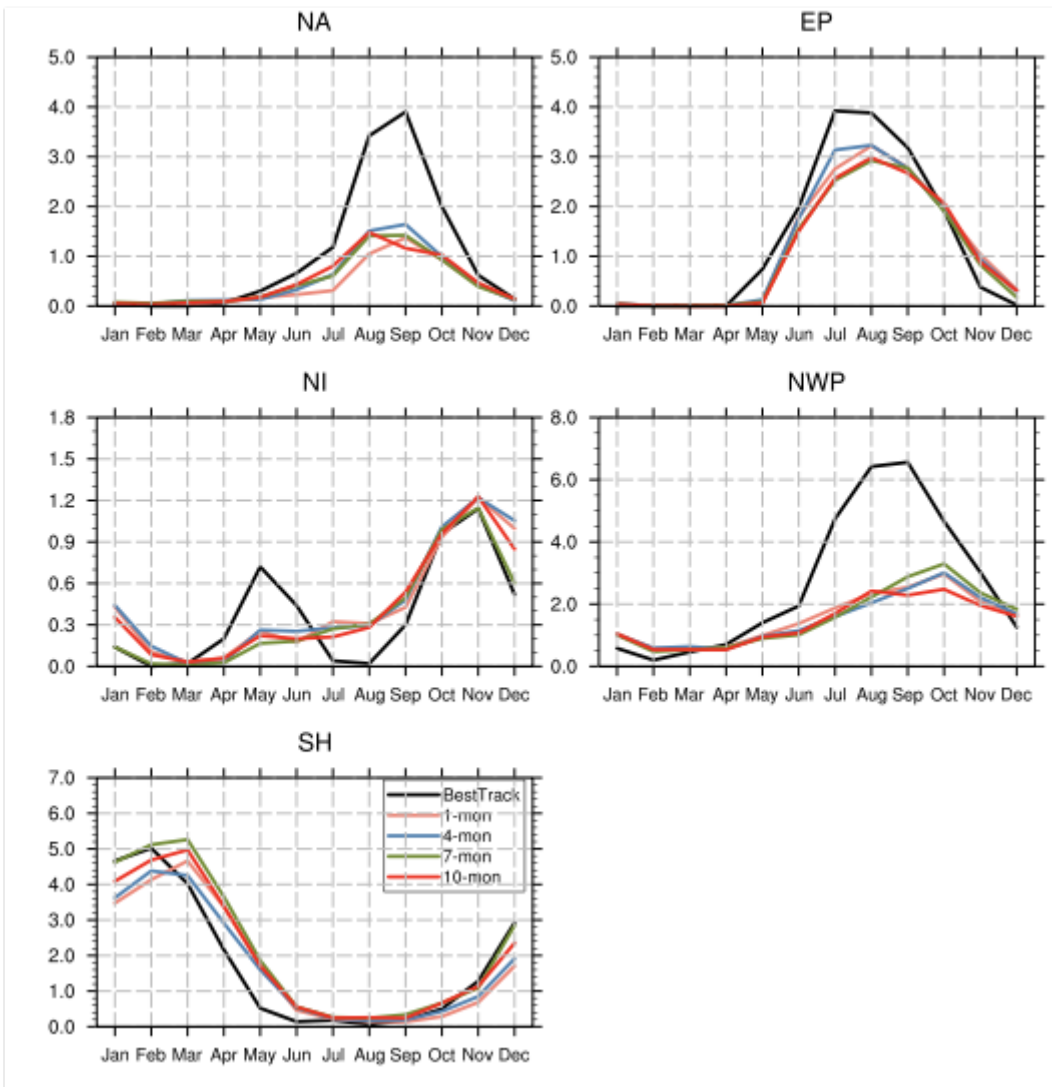 NA
5.0
4.0
3.0
2.0
1.0
0.0
Jan Feb Mar Apr May Jun Jul Aug Sep Oct Nov Dec
EP
5.0
4.0
3.0
2.0
1.0
0.0
Jan Feb Mar Apr May Jun Jul Aug Sep Oct Nov Dec
NI
1.8
1.5
1.2
0.9
0.6
0.3
0.0
Jan Feb Mar Apr May Jun Jul Aug Sep Oct Nov Dec
NWP
8.0
6.0
4.0
2.0
0.0
Jan Feb Mar Apr May Jun Jul Aug Sep Oct Nov Dec
SH
7.0
6.0
5.0
4.0
3.0
2.0
1.0
0.0
Jan Feb Mar Apr May Jun Jul Aug Sep Oct Nov Dec
BestTrack
1-mon
4-mon
7-mon
10-mon